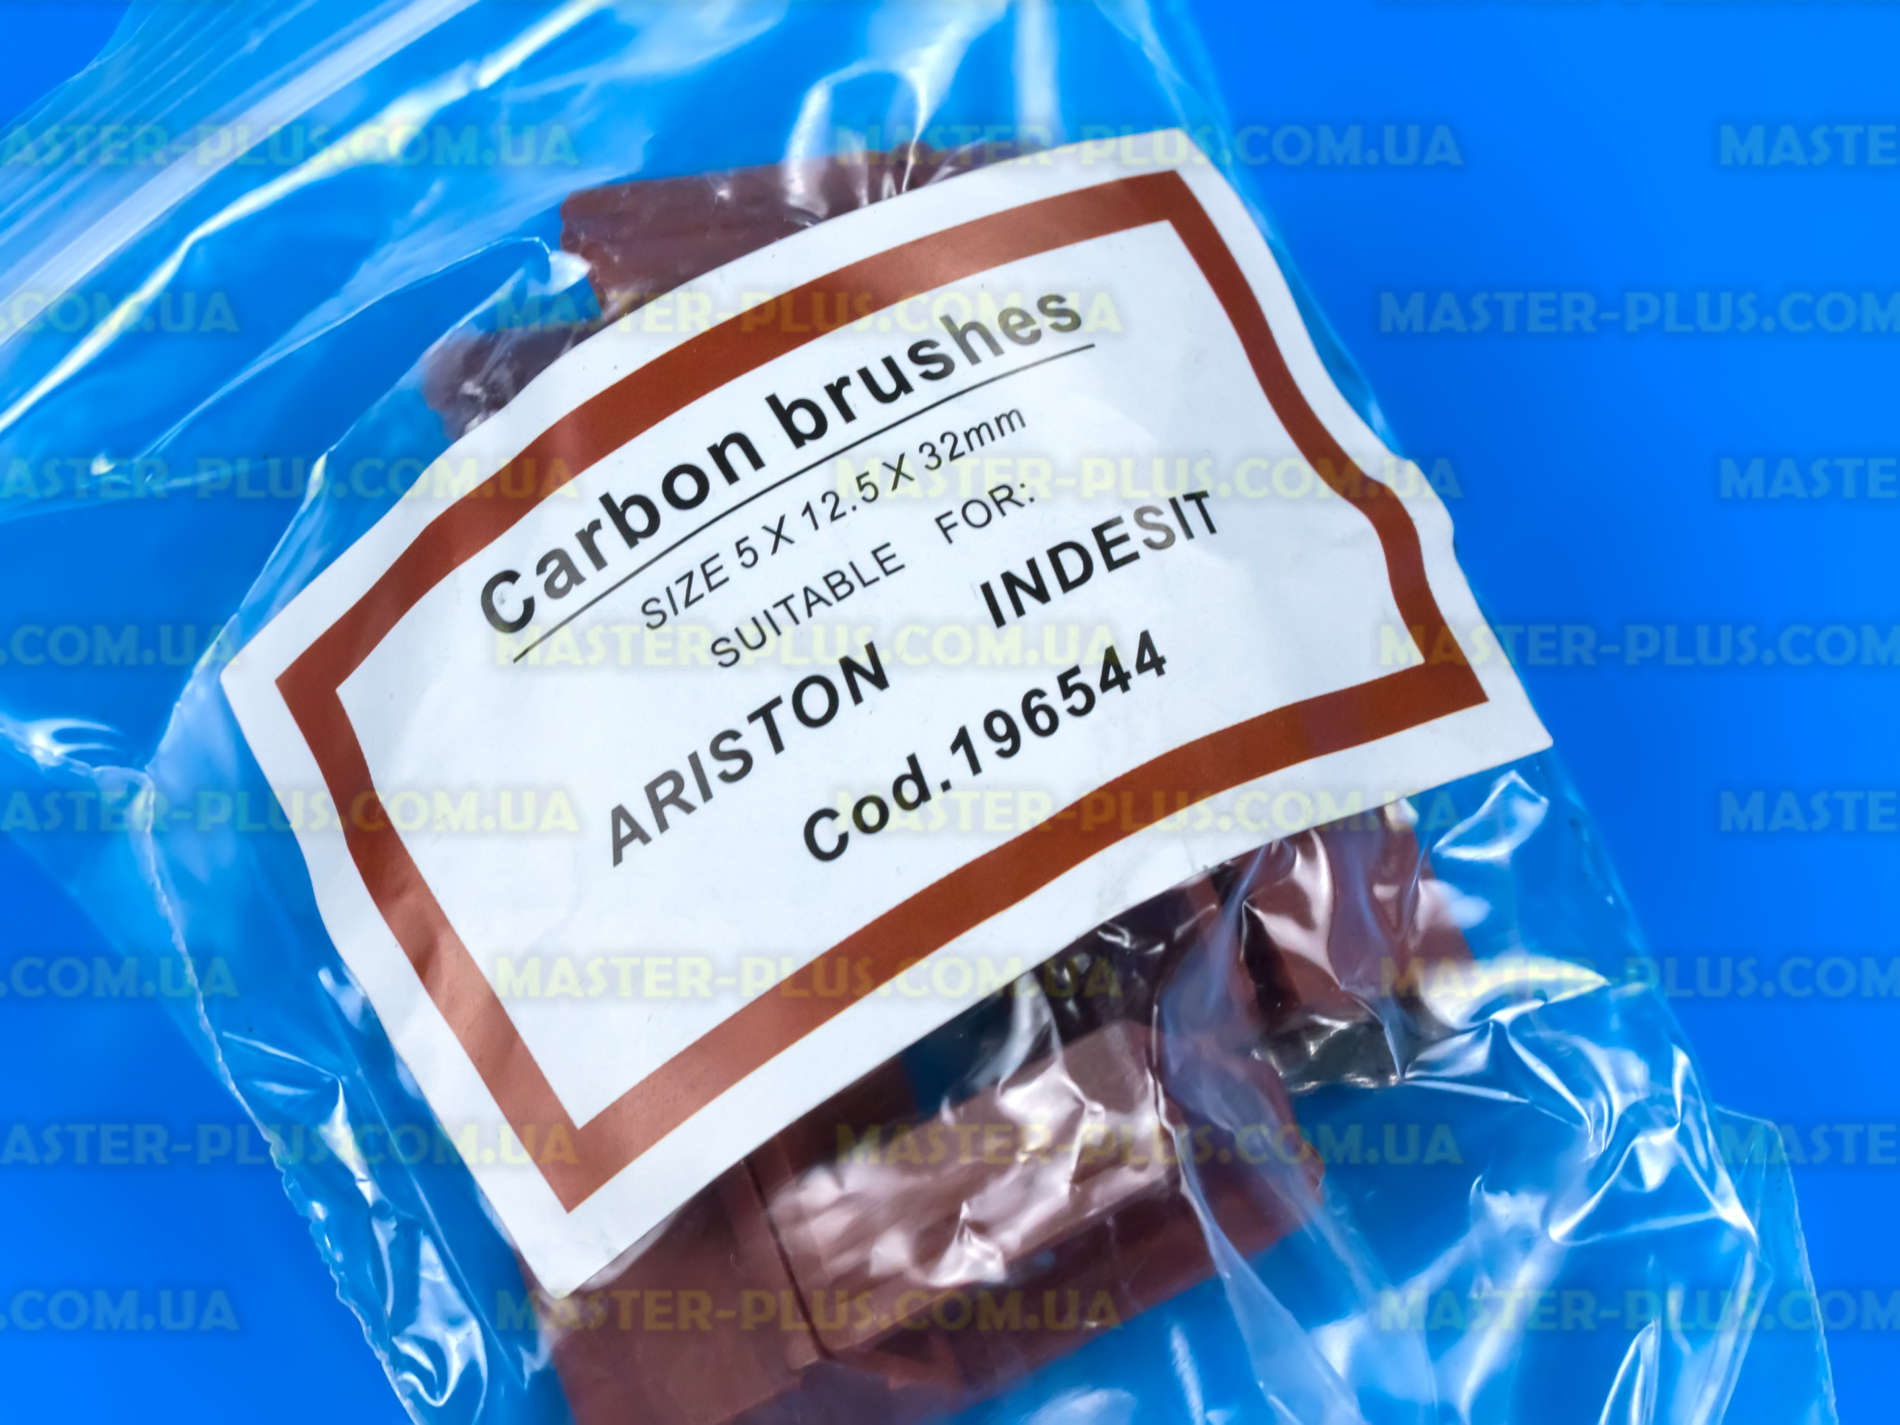 Carbon brushes
SIZE 5 X 12.5 X 32mm
SUITABLE FOR:
ARISTON INDESIT
Cod.196544
MASTER-PLUS.COM.UA